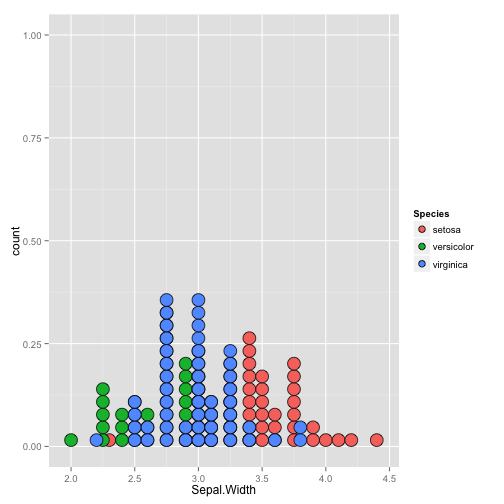 1.00
0.75
0.50
0.25
0.00
count
2.0 2.5 3.0 3.5 4.0 4.5
Sepal.Width
Species
setosa
versicolor
virginica